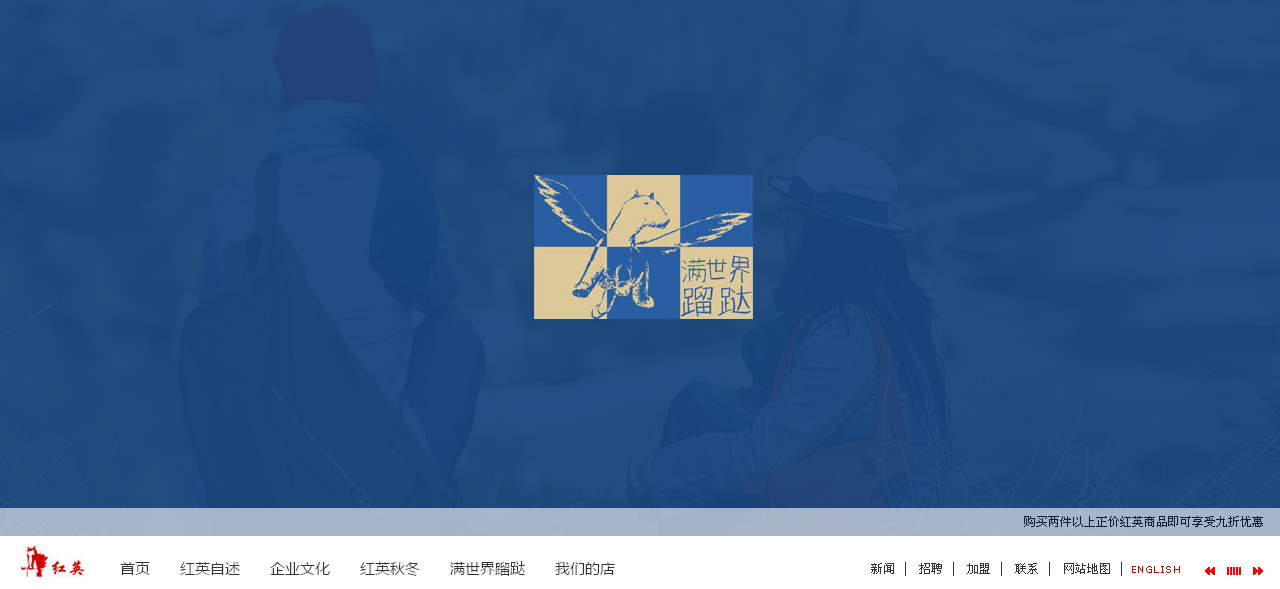 满世界
蹓跶
购买两件以上正价红英商品即可享受九折优惠
红英
首页 红英自述 企业文化 红英秋冬 满世界蹓跶 我们的店
新闻 招聘 加盟 联系 网站地图 ENGLISH